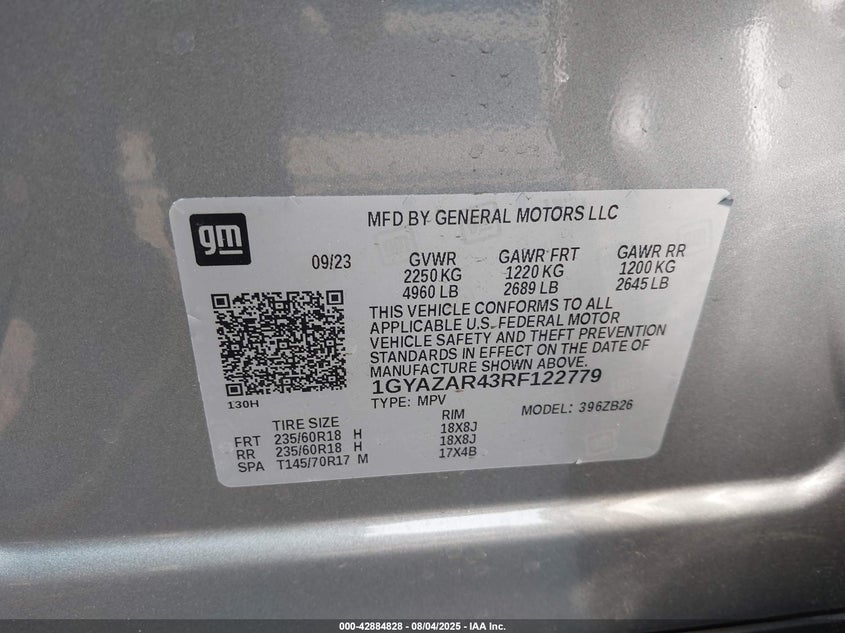 gm
MFD BY GENERAL MOTORS LLC
09/23
GVWR GAWR FRT GAWR RR
2250 KG 1220 KG 1200 KG
4960 LB 2689 LB 2645 LB
THIS VEHICLE CONFORMS TO ALL
APPLICABLE U.S. FEDERAL MOTOR
VEHICLE SAFETY AND THEFT PREVENTION
STANDARDS IN EFFECT ON THE DATE OF
MANUFACTURE SHOWN ABOVE.
1GYAZAR43RF122779
130H
TYPE: MPV MODEL: 396ZB26
TIRE SIZE RIM
FRT 235/60R18 H 18X8J
RR 235/60R18 H 18X8J
SPA T145/70R17 M 17X4B
000-42884828 - 08/04/2025 - IAA Inc.